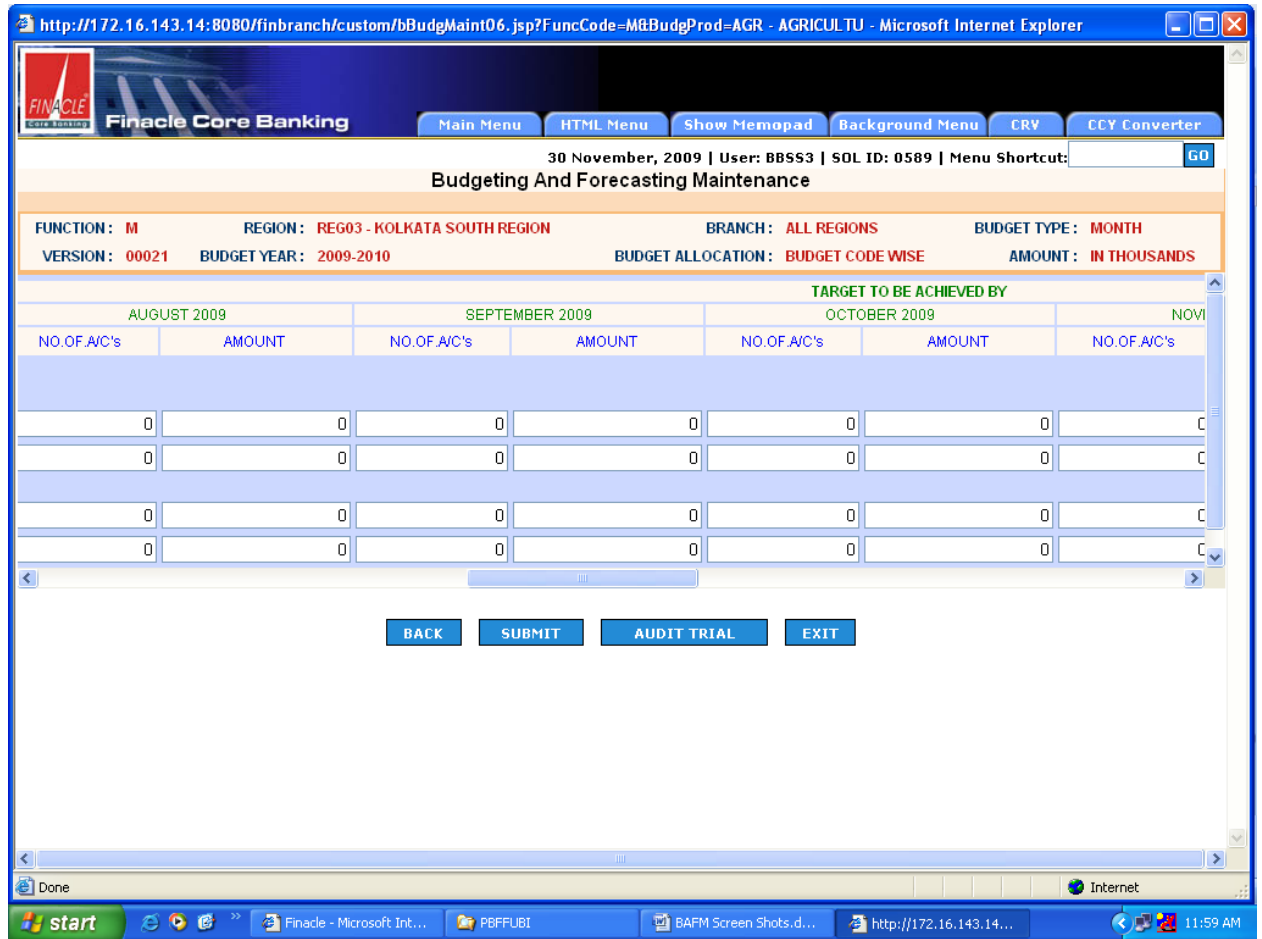 http://172.16.143.14:8080/finbranch/custom/bBudgMaint06.jsp?FuncCode=M&BudgProd=AGR - AGRICULTU - Microsoft Internet Explorer
FINACLE
Core Banking
Finacle Core Banking
Main Menu HTML Menu Show Memopad Background Menu CRV CCY Converter
30 November, 2009 | User: BBSS3 | SOL ID: 0589 | Menu Shortcut: GO
Budgeting And Forecasting Maintenance
FUNCTION : M REGION : REG03 - KOLKATA SOUTH REGION BRANCH : ALL REGIONS BUDGET TYPE : MONTH
VERSION : 00021 BUDGET YEAR : 2009-2010 BUDGET ALLOCATION : BUDGET CODE WISE AMOUNT : IN THOUSANDS
TARGET TO BE ACHIEVED BY
AUGUST 2009 SEPTEMBER 2009 OCTOBER 2009 NOV
NO.OF.A/C's AMOUNT NO.OF.A/C's AMOUNT NO.OF.A/C's AMOUNT NO.OF.A/C's
0 0 0 0 0 0 0
0 0 0 0 0 0 0
0 0 0 0 0 0 0
0 0 0 0 0 0 0
BACK SUBMIT AUDIT TRIAL EXIT
Done Internet
start Finacle - Microsoft Int... PBFFUBI BAFM Screen Shots.d... http://172.16.143.14... 11:59 AM